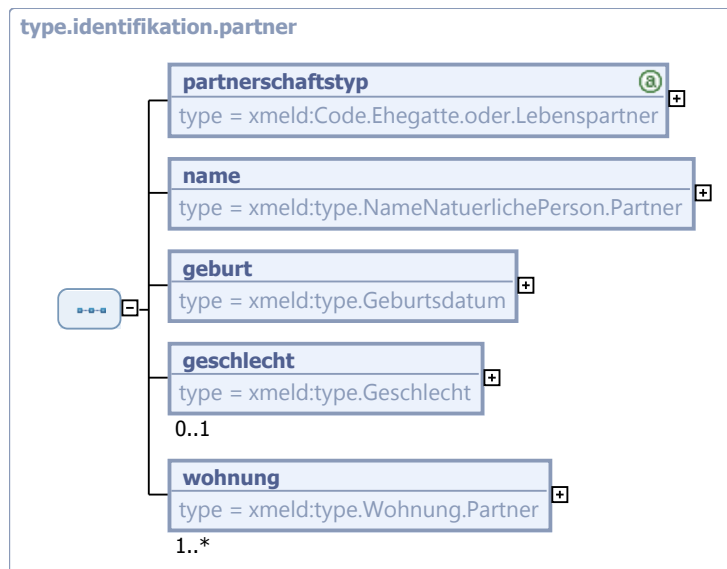 type.identifikation.partner
partnerschaftstyp
a
type = xmeld:Code.Ehegatte.oder.Lebenspartner
name
type = xmeld:type.NameNatuerlichePerson.Partner
geburt
type = xmeld:type.Geburtsdatum
geschlecht
type = xmeld:type.Geschlecht
0..1
wohnung
type = xmeld:type.Wohnung.Partner
1..*